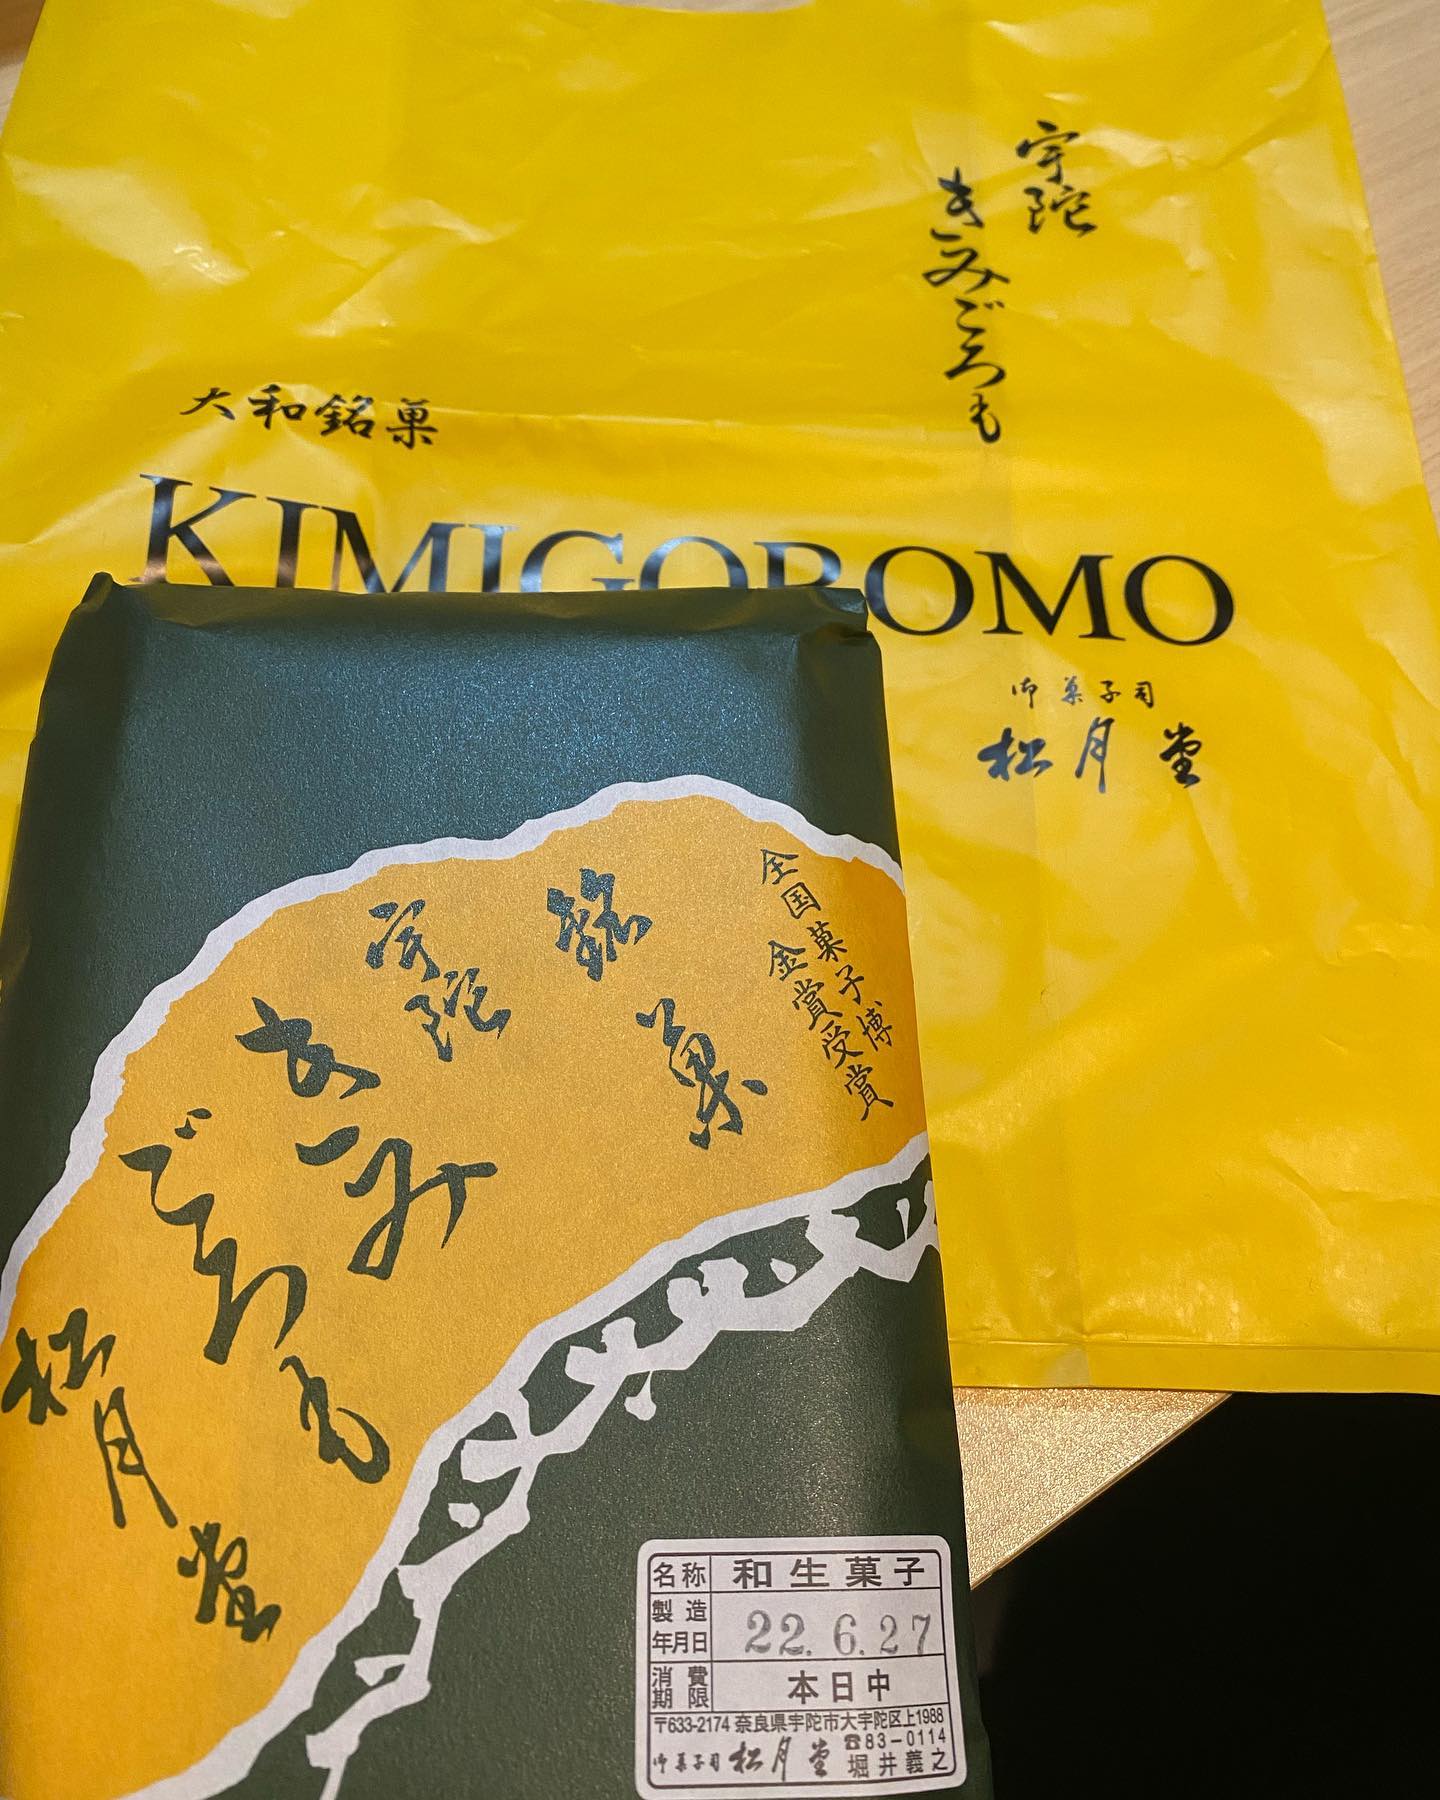 宇陀
きみごろも
大和銘菓
KIMIGOROMO
御菓子司
松月堂
全国菓子博
金賞受賞
銘菓
宇陀
きみ
ごろも
松月堂
名称 和生菓子
製造年月日 22.6.27
消費期限 本日中
〒633-2174 奈良県宇陀市大宇陀区上1988
☎83-0114
御菓子司 松月堂 堀井義之